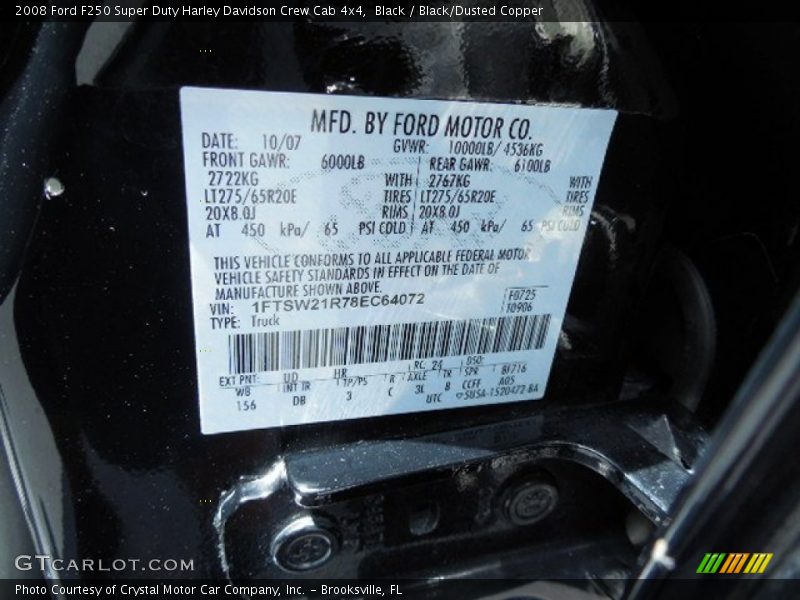 2008 Ford F250 Super Duty Harley Davidson Crew Cab 4x4, Black / Black/Dusted Copper
MFD. BY FORD MOTOR CO.
DATE: 10/07 GVWR: 10000LB/ 4536KG
FRONT GAWR: 6000LB REAR GAWR: 6100LB
2722KG WITH 2767KG WITH
LT275/65R20E TIRES LT275/65R20E TIRES
20X8.0J RIMS 20X8.0J RIMS
AT 450 kPa/ 65 PSI COLD AT 450 kPa/ 65 PSI COLD
THIS VEHICLE CONFORMS TO ALL APPLICABLE FEDERAL MOTOR
VEHICLE SAFETY STANDARDS IN EFFECT ON THE DATE OF
MANUFACTURE SHOWN ABOVE.
VIN: 1FTSW21R78EC64072 F0725
TYPE: Truck T0906
EXT PNT: UD HR RC: 24 DSO:
WB INT TR TP/PS R AXLE TR SPR BF716
156 DB 3 C 3L B CCFF A05
UTC ▽5USA-1520472-BA
GTCARLOT.COM
Photo Courtesy of Crystal Motor Car Company, Inc. – Brooksville, FL